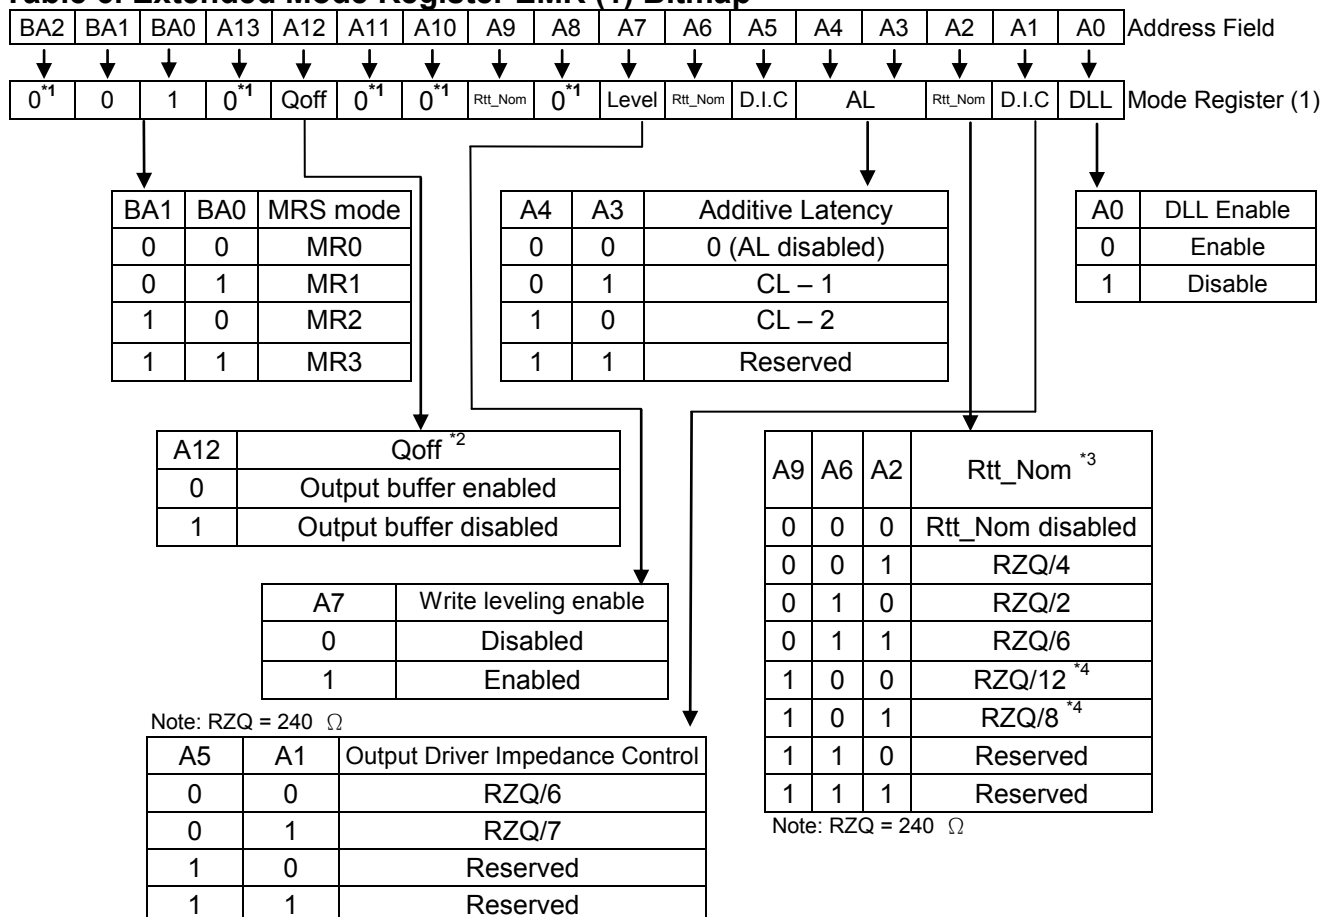 Table 6. Extended Mode Register EMR (1) Bitmap
BA2 BA1 BA0 A13 A12 A11 A10 A9 A8 A7 A6 A5 A4 A3 A2 A1 A0 Address Field
0*1 0 1 0*1 Qoff 0*1 0*1 Rtt_Nom 0*1 Level Rtt_Nom D.I.C AL Rtt_Nom D.I.C DLL Mode Register (1)
BA1 BA0 MRS mode
0 0 MR0
0 1 MR1
1 0 MR2
1 1 MR3
A4 A3 Additive Latency
0 0 0 (AL disabled)
0 1 CL – 1
1 0 CL – 2
1 1 Reserved
A0 DLL Enable
0 Enable
1 Disable
A12 Qoff *2
0 Output buffer enabled
1 Output buffer disabled
A9 A6 A2 Rtt_Nom *3
0 0 0 Rtt_Nom disabled
0 0 1 RZQ/4
0 1 0 RZQ/2
0 1 1 RZQ/6
1 0 0 RZQ/12 *4
1 0 1 RZQ/8 *4
1 1 0 Reserved
1 1 1 Reserved
Note: RZQ = 240 Ω
A7 Write leveling enable
0 Disabled
1 Enabled
Note: RZQ = 240 Ω
A5 A1 Output Driver Impedance Control
0 0 RZQ/6
0 1 RZQ/7
1 0 Reserved
1 1 Reserved